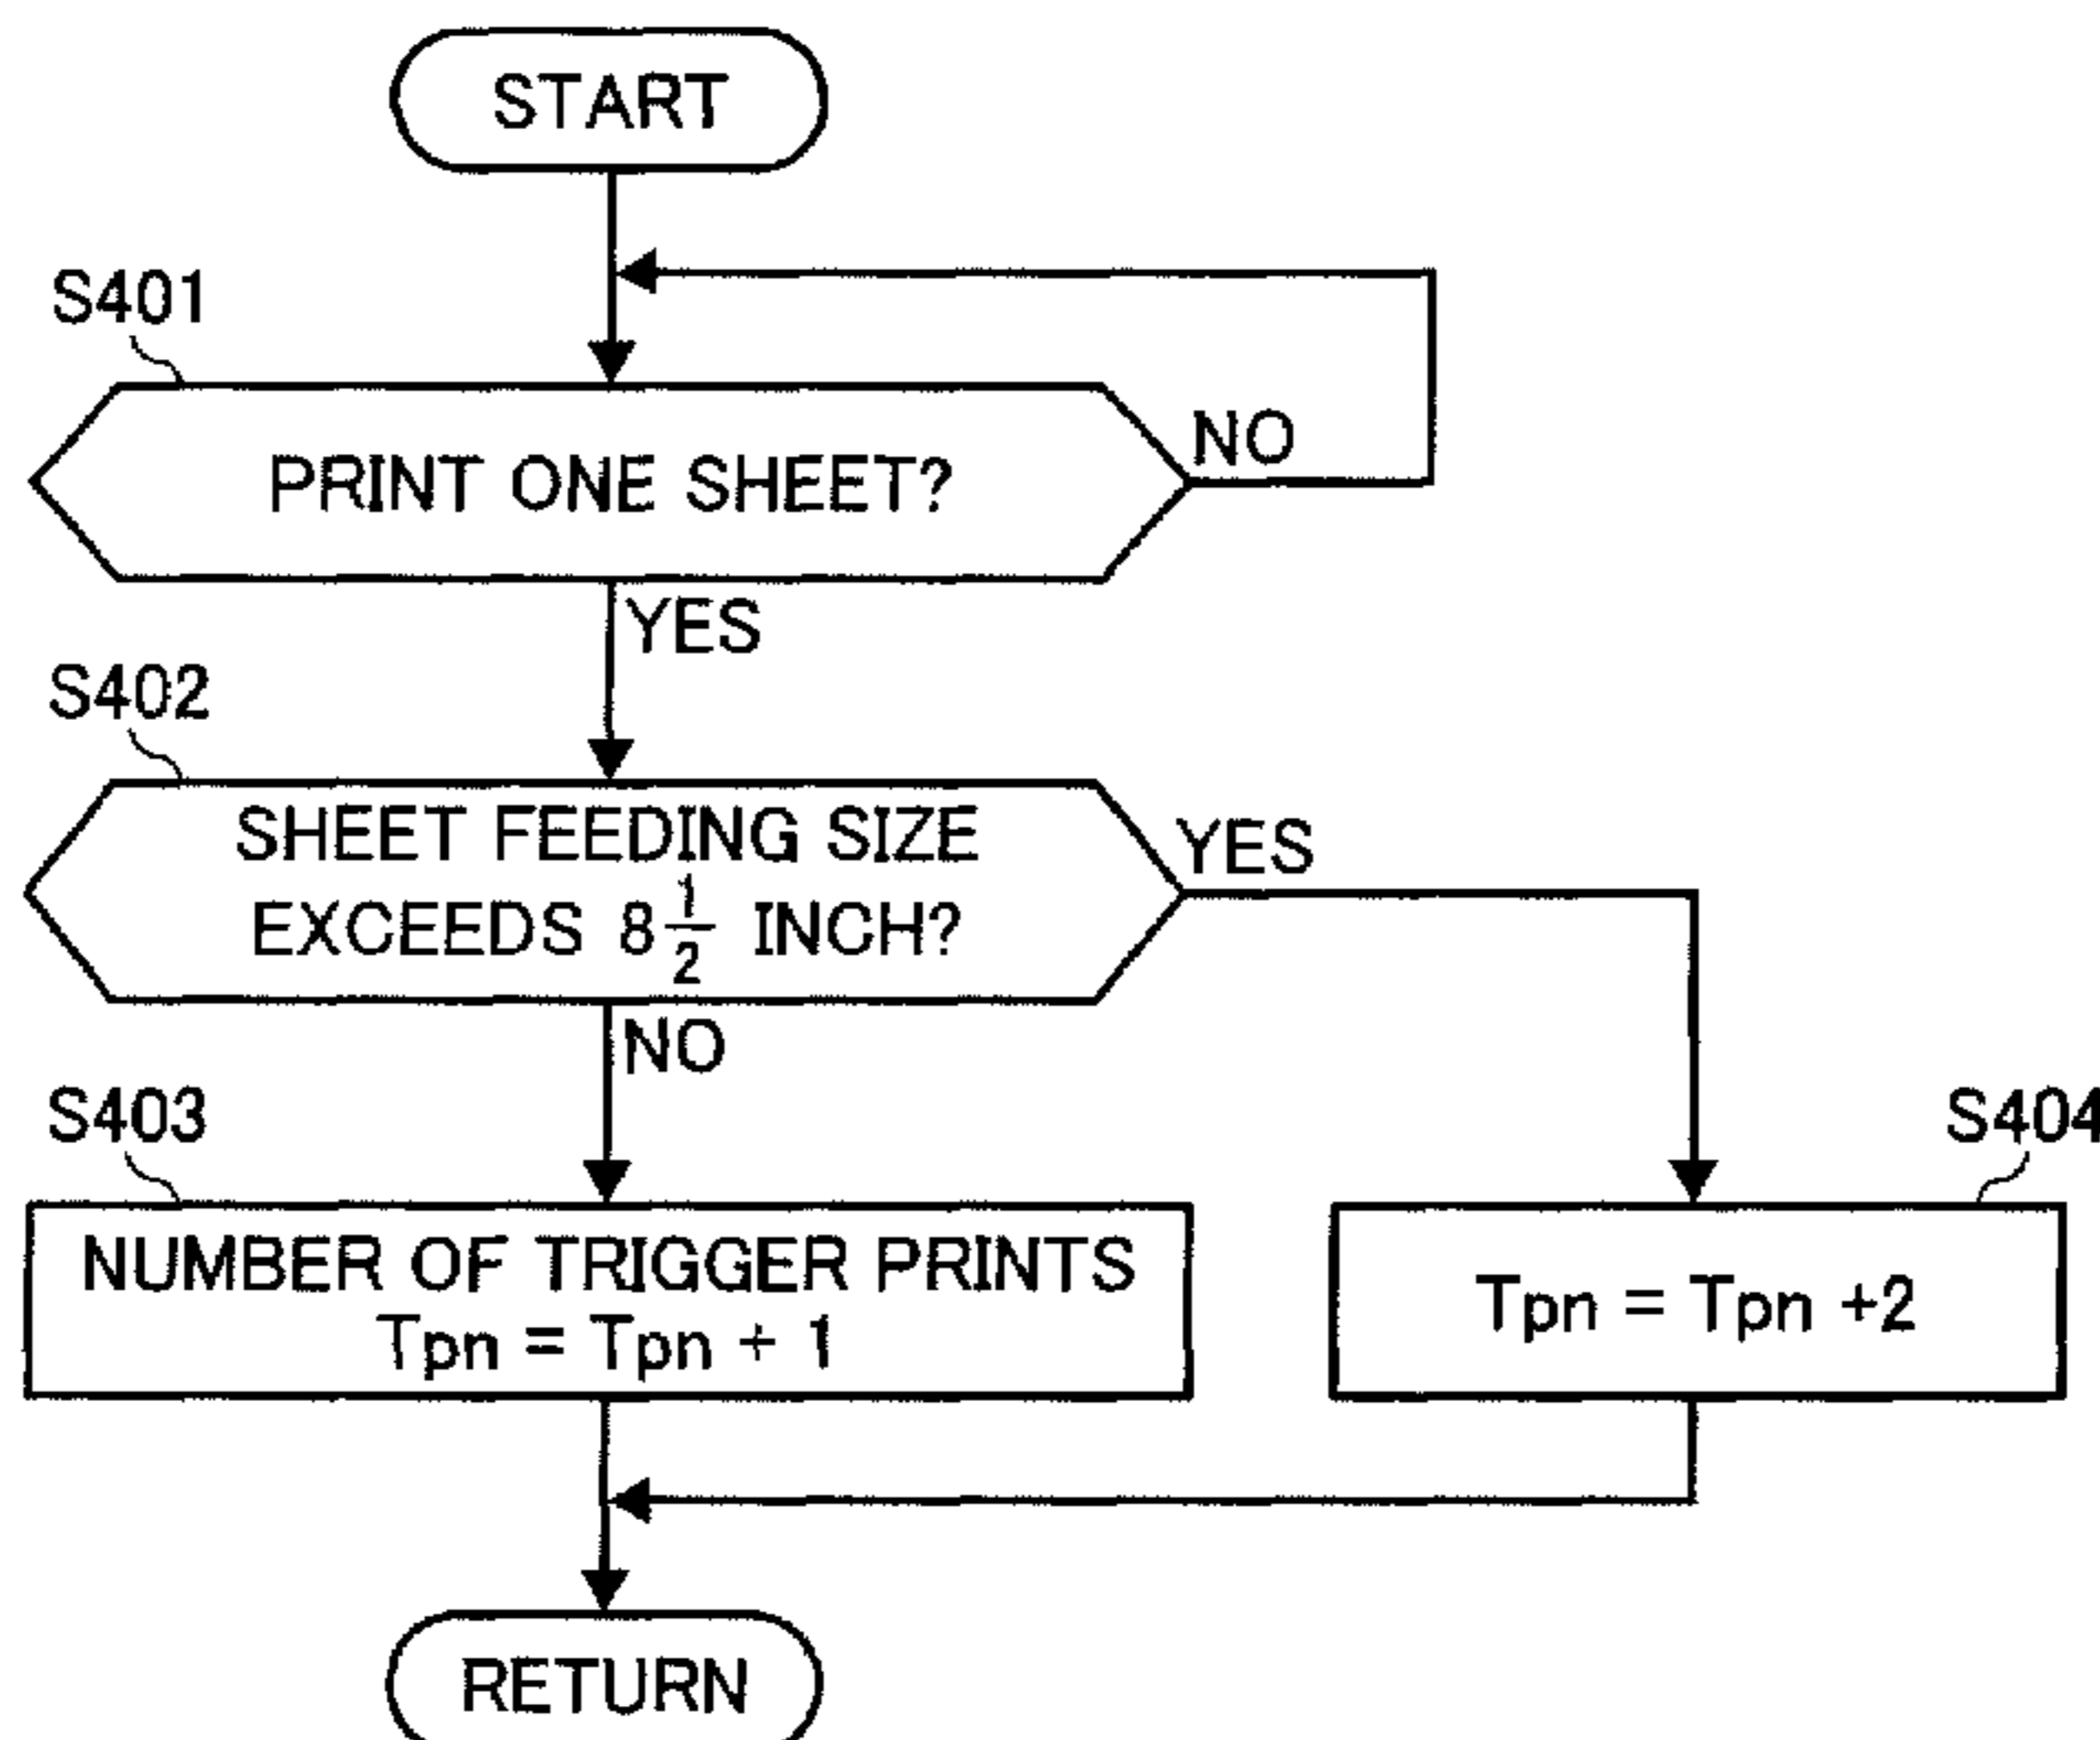 START
S401
PRINT ONE SHEET?
NO
YES
S402
SHEET FEEDING SIZE
EXCEEDS 8 1/2 INCH?
YES
NO
S403
S404
NUMBER OF TRIGGER PRINTS
Tpn = Tpn + 1
Tpn = Tpn +2
RETURN